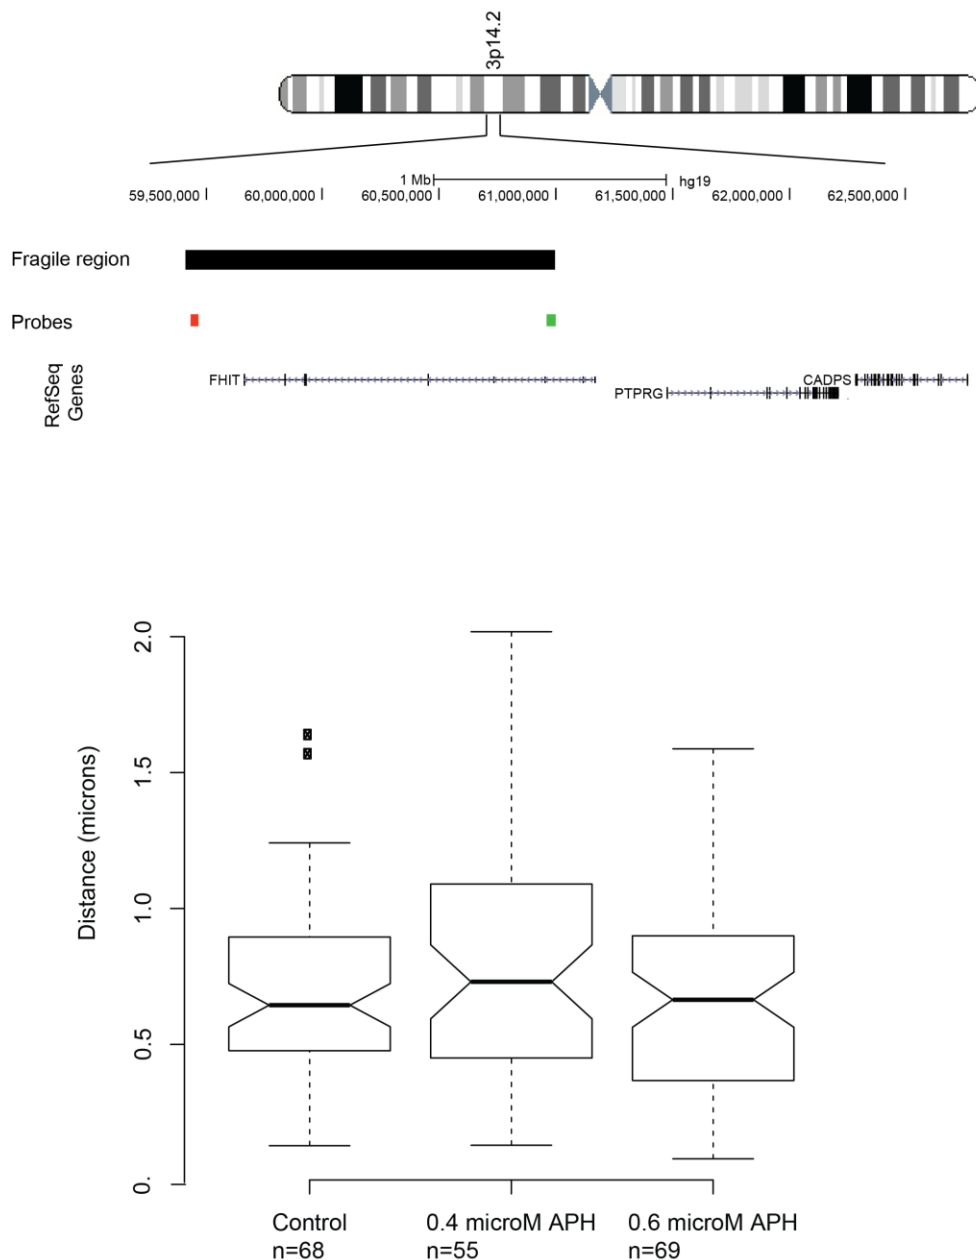 3p14.2
1 Mb hg19
59,500,000 60,000,000 60,500,000 61,000,000 61,500,000 62,000,000 62,500,000
Fragile region
Probes
RefSeq
Genes
FHIT
CADPS
PTPRG
2.0
1.5
1.0
0.5
0.
Distance (microns)
Control 0.4 microM APH 0.6 microM APH
n=68 n=55 n=69